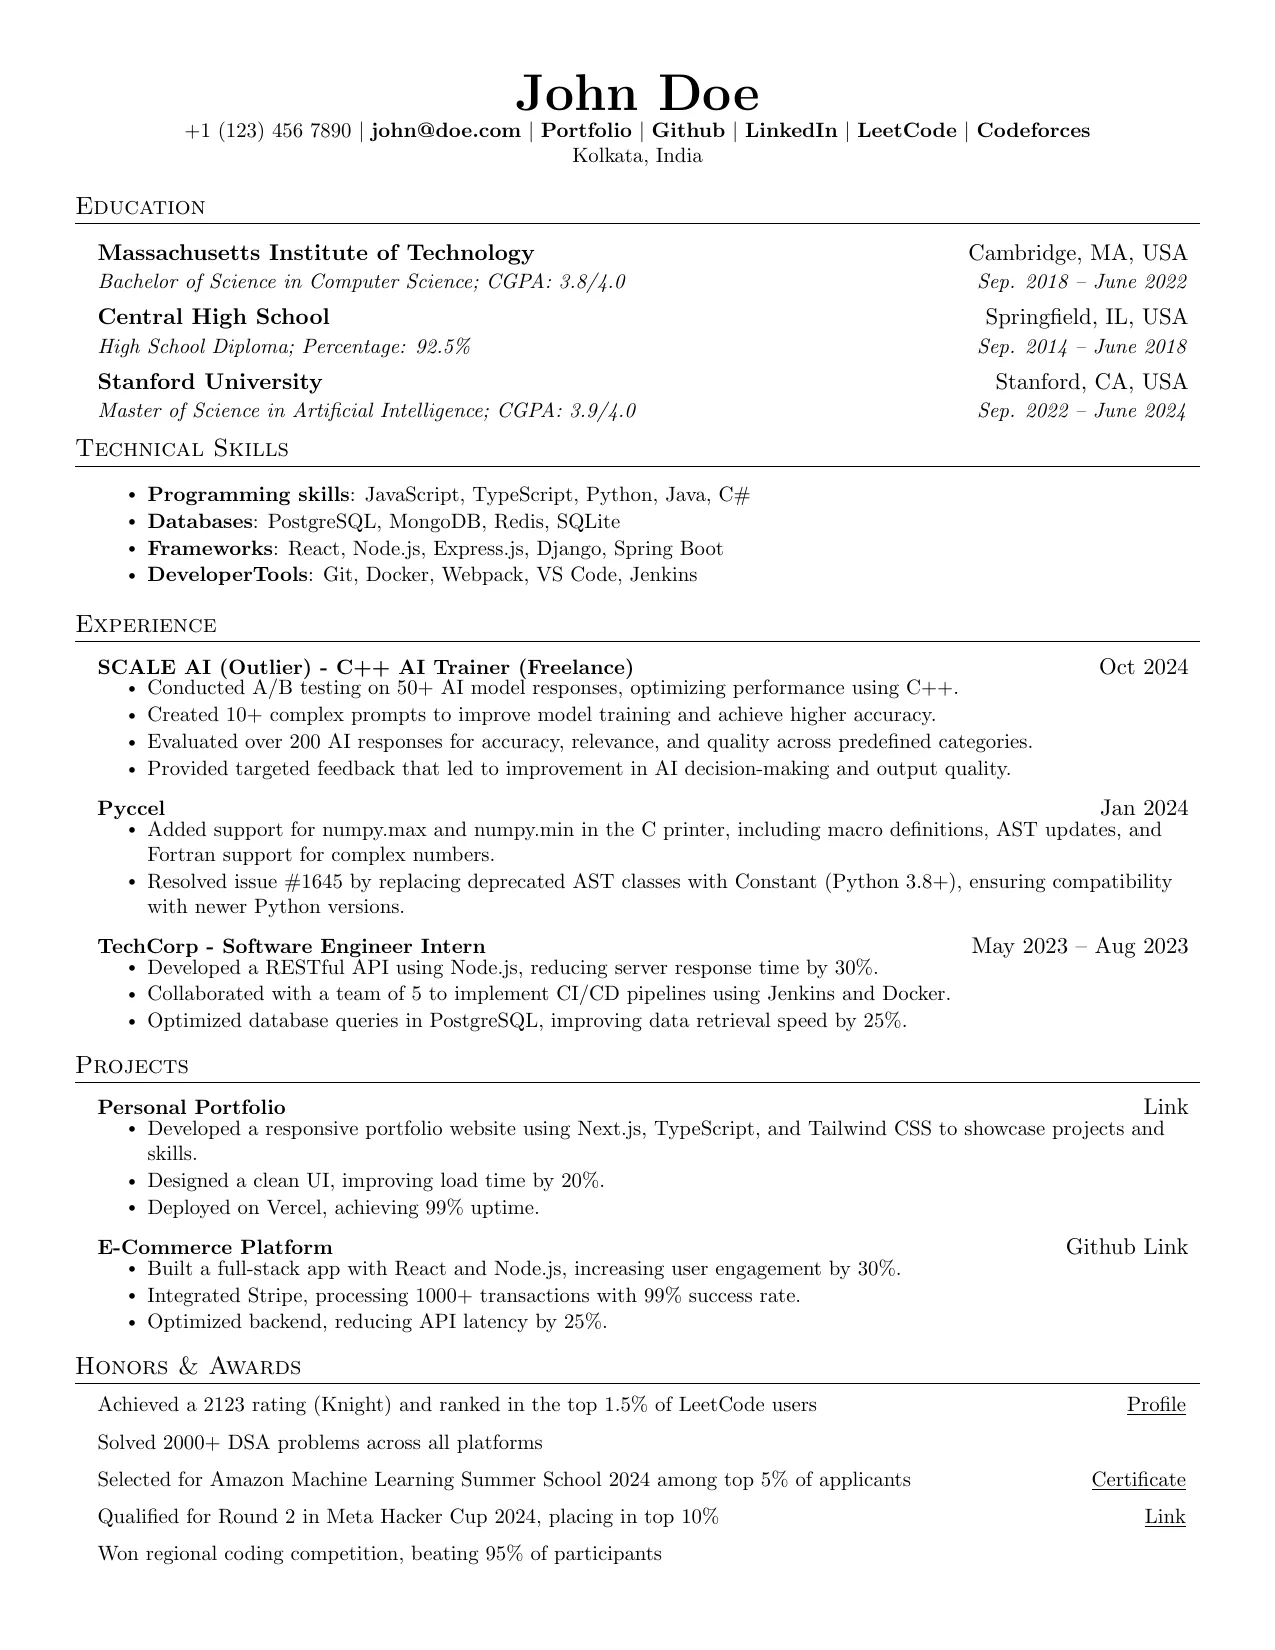 John Doe
+1 (123) 456 7890 | john@doe.com | Portfolio | Github | LinkedIn | LeetCode | Codeforces
Kolkata, India
Education
Massachusetts Institute of Technology Cambridge, MA, USA
Bachelor of Science in Computer Science; CGPA: 3.8/4.0 Sep. 2018 – June 2022
Central High School Springfield, IL, USA
High School Diploma; Percentage: 92.5% Sep. 2014 – June 2018
Stanford University Stanford, CA, USA
Master of Science in Artificial Intelligence; CGPA: 3.9/4.0 Sep. 2022 – June 2024
Technical Skills
• Programming skills: JavaScript, TypeScript, Python, Java, C#
• Databases: PostgreSQL, MongoDB, Redis, SQLite
• Frameworks: React, Node.js, Express.js, Django, Spring Boot
• DeveloperTools: Git, Docker, Webpack, VS Code, Jenkins
Experience
SCALE AI (Outlier) - C++ AI Trainer (Freelance) Oct 2024
• Conducted A/B testing on 50+ AI model responses, optimizing performance using C++.
• Created 10+ complex prompts to improve model training and achieve higher accuracy.
• Evaluated over 200 AI responses for accuracy, relevance, and quality across predefined categories.
• Provided targeted feedback that led to improvement in AI decision-making and output quality.
Pyccel Jan 2024
• Added support for numpy.max and numpy.min in the C printer, including macro definitions, AST updates, and
Fortran support for complex numbers.
• Resolved issue #1645 by replacing deprecated AST classes with Constant (Python 3.8+), ensuring compatibility
with newer Python versions.
TechCorp - Software Engineer Intern May 2023 – Aug 2023
• Developed a RESTful API using Node.js, reducing server response time by 30%.
• Collaborated with a team of 5 to implement CI/CD pipelines using Jenkins and Docker.
• Optimized database queries in PostgreSQL, improving data retrieval speed by 25%.
Projects
Personal Portfolio Link
• Developed a responsive portfolio website using Next.js, TypeScript, and Tailwind CSS to showcase projects and
skills.
• Designed a clean UI, improving load time by 20%.
• Deployed on Vercel, achieving 99% uptime.
E-Commerce Platform Github Link
• Built a full-stack app with React and Node.js, increasing user engagement by 30%.
• Integrated Stripe, processing 1000+ transactions with 99% success rate.
• Optimized backend, reducing API latency by 25%.
Honors & Awards
Achieved a 2123 rating (Knight) and ranked in the top 1.5% of LeetCode users Profile
Solved 2000+ DSA problems across all platforms
Selected for Amazon Machine Learning Summer School 2024 among top 5% of applicants Certificate
Qualified for Round 2 in Meta Hacker Cup 2024, placing in top 10% Link
Won regional coding competition, beating 95% of participants